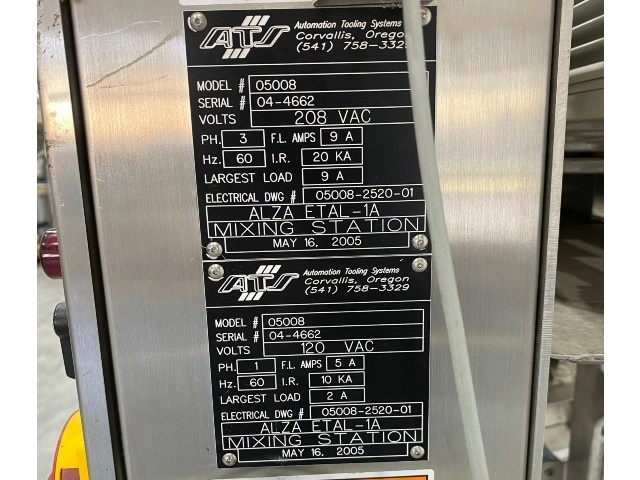 ATS Automation Tooling Systems
Corvallis, Oregon
(541) 758-3329
MODEL # 05008
SERIAL # 04-4662
VOLTS 208 VAC
PH. 3 F.L. AMPS 9 A
Hz. 60 I.R. 20 KA
LARGEST LOAD 9 A
ELECTRICAL DWG # 05008-2520-01
ALZA ETAL-1A
MIXING STATION
MAY 16, 2005
ATS Automation Tooling Systems
Corvallis, Oregon
(541) 758-3329
MODEL # 05008
SERIAL # 04-4662
VOLTS 120 VAC
PH. 1 F.L. AMPS 5 A
Hz. 60 I.R. 10 KA
LARGEST LOAD 2 A
ELECTRICAL DWG # 05008-2520-01
ALZA ETAL-1A
MIXING STATION
MAY 16, 2005